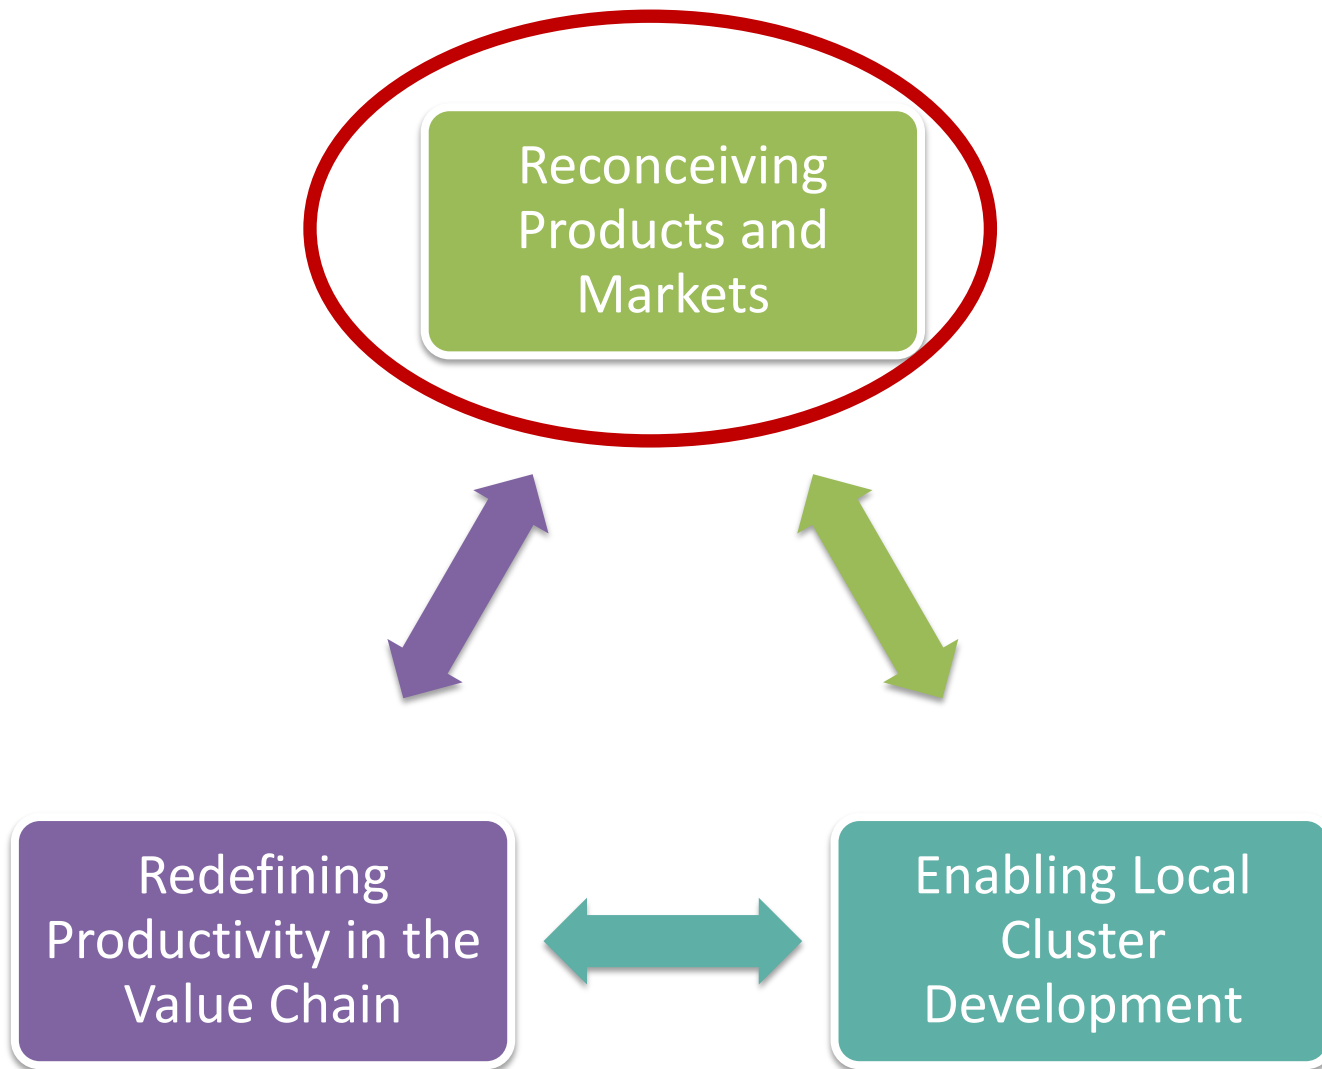 Reconceiving
Products and
Markets
Redefining
Productivity in the
Value Chain
Enabling Local
Cluster
Development